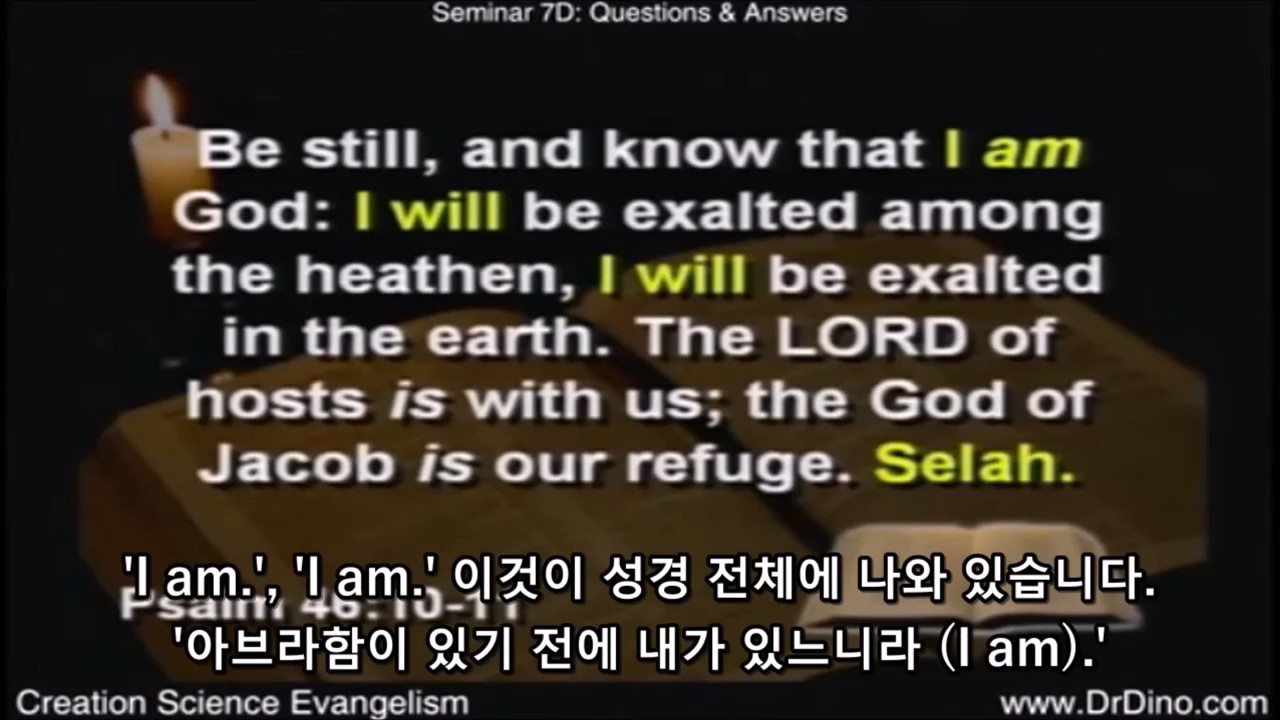 Seminar 7D: Questions & Answers
Be still, and know that I am
God: I will be exalted among
the heathen, I will be exalted
in the earth. The LORD of
hosts is with us; the God of
Jacob is our refuge. Selah.
'I am.', 'I am.' 이것이 성경 전체에 나와 있습니다.
Psalm 46:10-11
'아브라함이 있기 전에 내가 있느니라 (I am).'
Creation Science Evangelism
www.DrDino.com